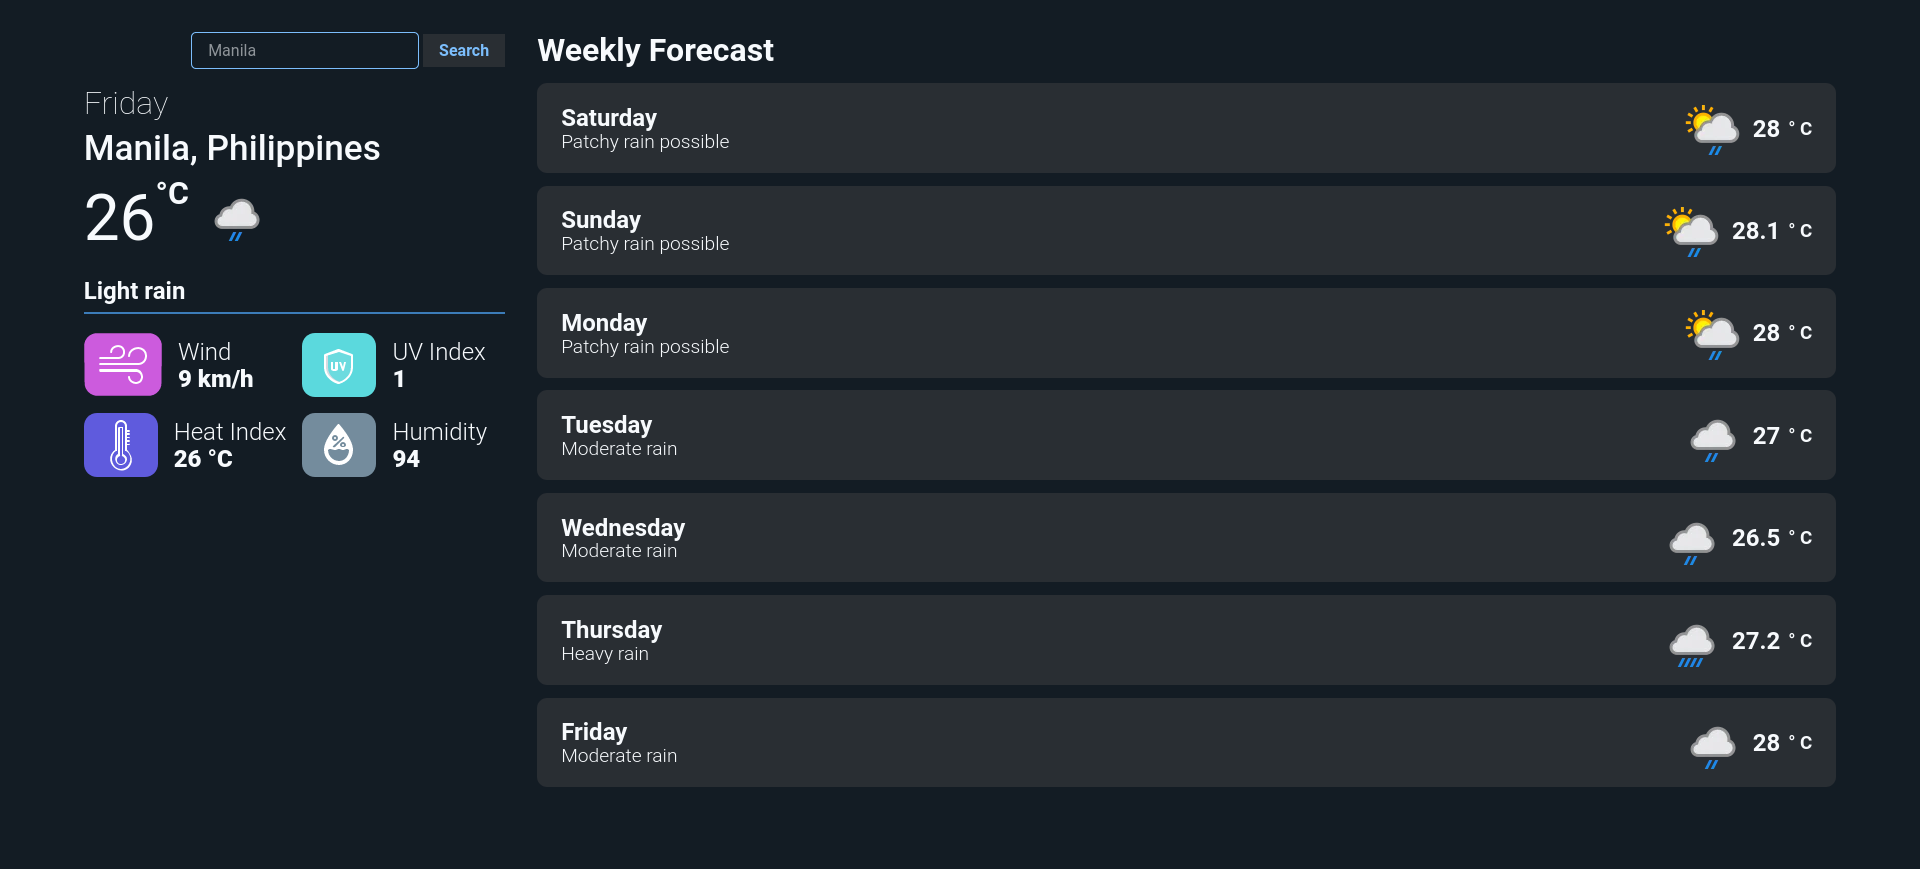 Manila
Search
Friday
Manila, Philippines
26 °C
Light rain
Wind
9 km/h
UV
UV Index
1
Heat Index
26 °C
%
Humidity
94
Weekly Forecast
Saturday
Patchy rain possible
28 ° C
Sunday
Patchy rain possible
28.1 ° C
Monday
Patchy rain possible
28 ° C
Tuesday
Moderate rain
27 ° C
Wednesday
Moderate rain
26.5 ° C
Thursday
Heavy rain
27.2 ° C
Friday
Moderate rain
28 ° C